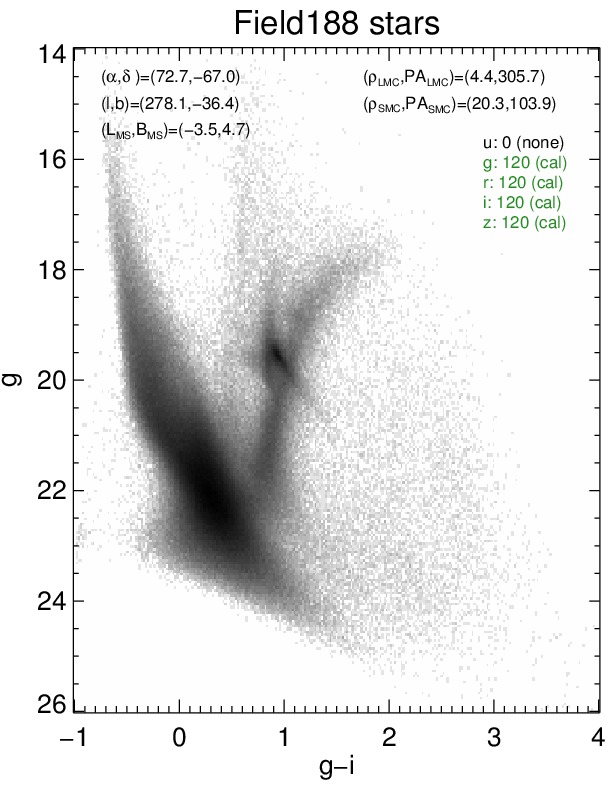 Field188 stars
(α,δ )=(72.7,−67.0)
(l,b)=(278.1,−36.4)
(LMS,BMS)=(−3.5,4.7)
(ρLMC,PALMC)=(4.4,305.7)
(ρSMC,PASMC)=(20.3,103.9)
u: 0 (none)
g: 120 (cal)
r: 120 (cal)
i: 120 (cal)
z: 120 (cal)
14
16
18
20
22
24
26
g
−1 0 1 2 3 4
g−i